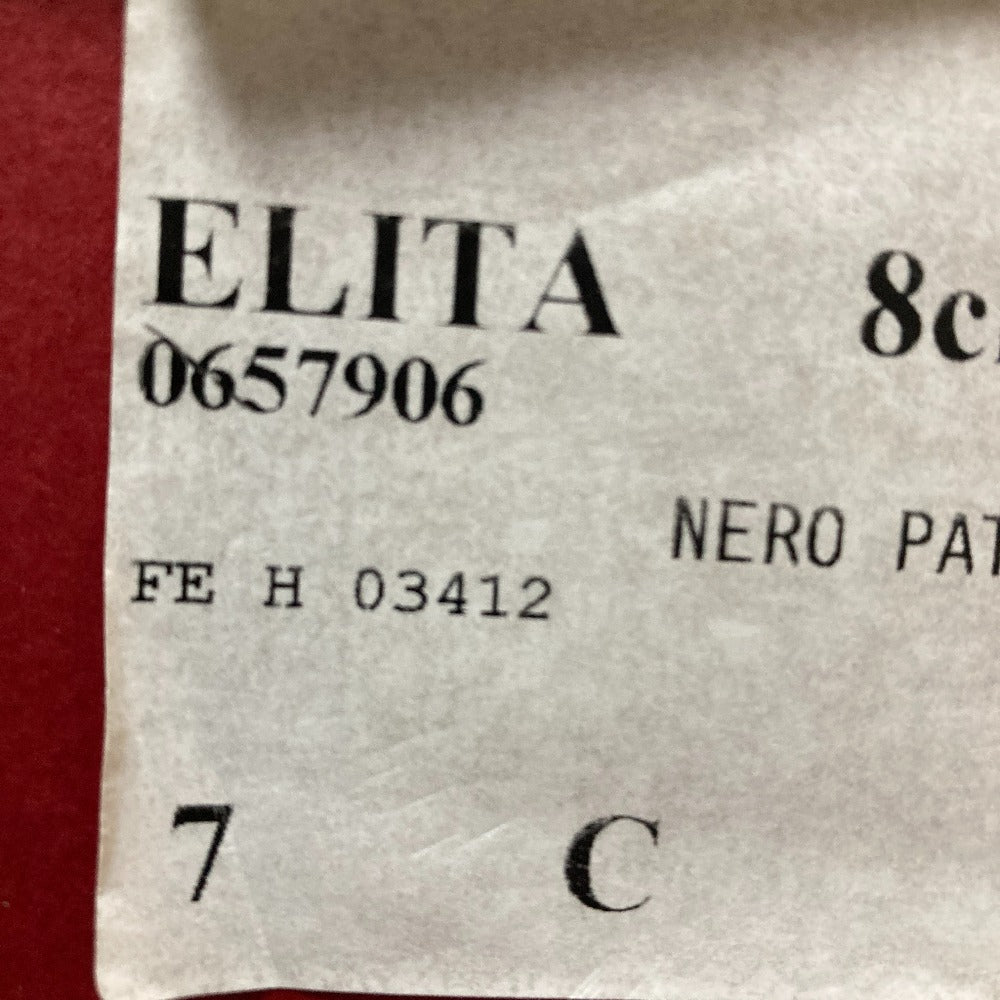 ELITA 8c
0657906
NERO PAT
FE H 03412
7 C